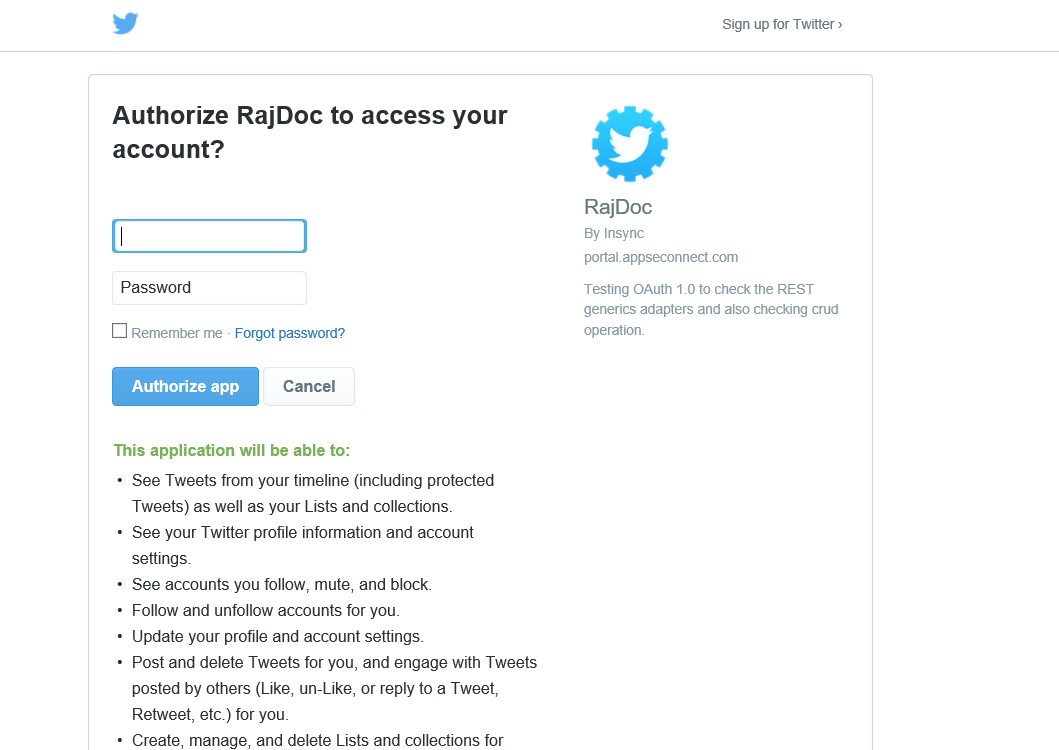 Sign up for Twitter ›
Authorize RajDoc to access your
account?
Password
Remember me · Forgot password?
Authorize app Cancel
This application will be able to:
• See Tweets from your timeline (including protected
Tweets) as well as your Lists and collections.
• See your Twitter profile information and account
settings.
• See accounts you follow, mute, and block.
• Follow and unfollow accounts for you.
• Update your profile and account settings.
• Post and delete Tweets for you, and engage with Tweets
posted by others (Like, un-Like, or reply to a Tweet,
Retweet, etc.) for you.
• Create, manage, and delete Lists and collections for
RajDoc
By Insync
portal.appseconnect.com
Testing OAuth 1.0 to check the REST
generics adapters and also checking crud
operation.